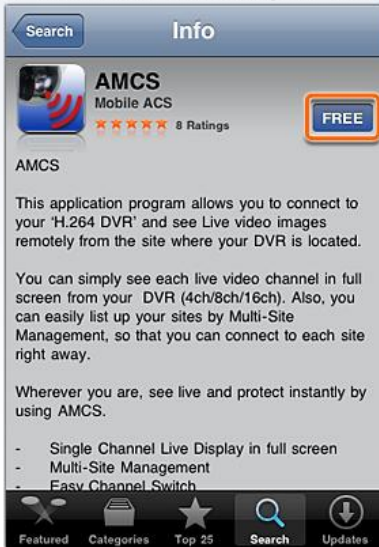 Search
Info
AMCS
Mobile ACS
8 Ratings
FREE
AMCS
This application program allows you to connect to
your 'H.264 DVR' and see Live video images
remotely from the site where your DVR is located.
You can simply see each live video channel in full
screen from your DVR (4ch/8ch/16ch). Also, you
can easily list up your sites by Multi-Site
Management, so that you can connect to each site
right away.
Wherever you are, see live and protect instantly by
using AMCS.
- Single Channel Live Display in full screen
- Multi-Site Management
- Easy Channel Switch
Featured Categories Top 25 Search Updates